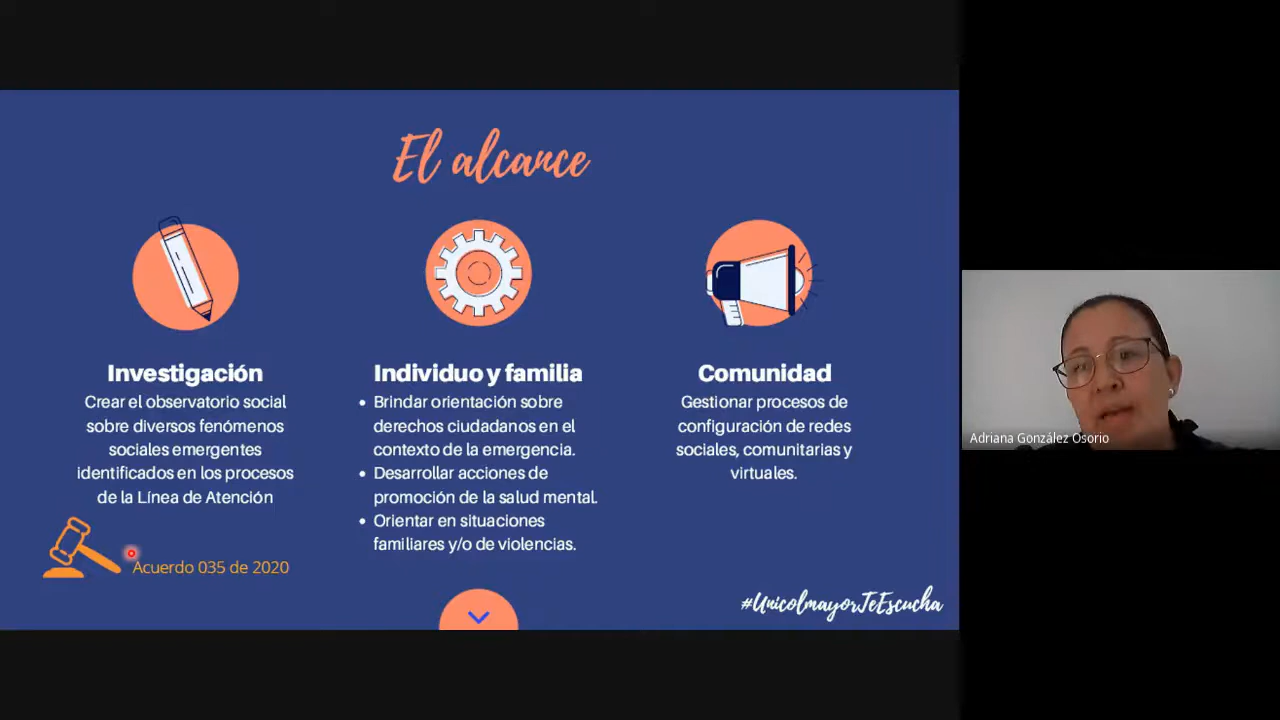 El alcance
Investigación
Crear el observatorio social
sobre diversos fenómenos
sociales emergentes
identificados en los procesos
de la Línea de Atención
Acuerdo 035 de 2020
Individuo y familia
• Brindar orientación sobre
derechos ciudadanos en el
contexto de la emergencia.
• Desarrollar acciones de
promoción de la salud mental.
• Orientar en situaciones
familiares y/o de violencias.
Comunidad
Gestionar procesos de
configuración de redes
sociales, comunitarias y
virtuales.
#UnicolmayorTeEscucha
Adriana González Osorio